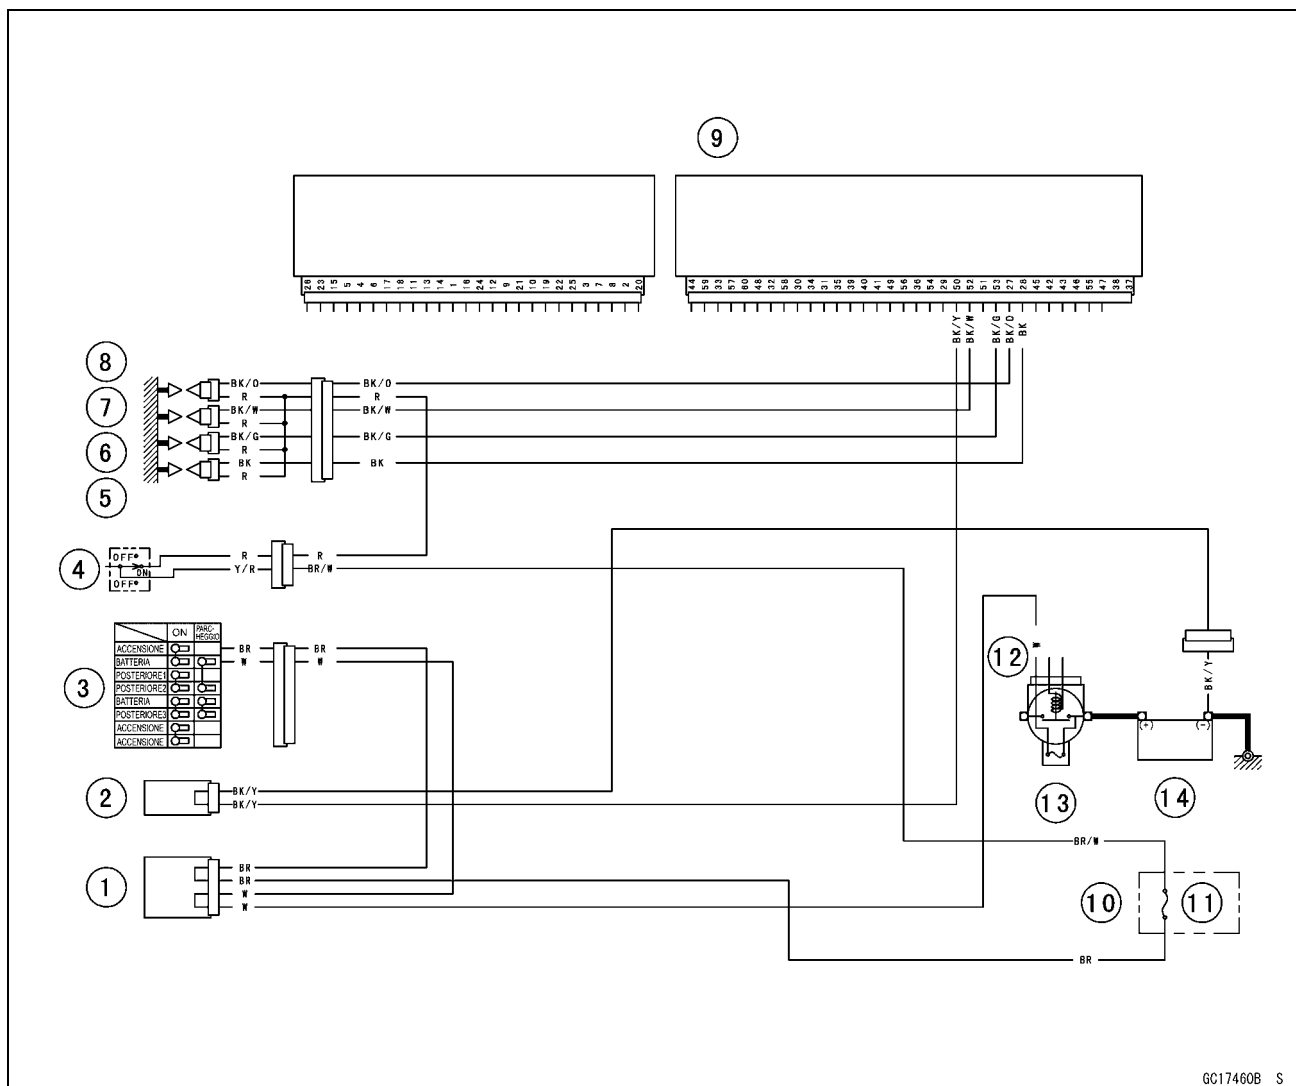 9
26 23 15 5 4 6 17 18 11 13 14 1 16 24 12 9 21 10 19 22 25 3 7 8 2 20
44 59 33 57 60 48 32 58 30 34 31 35 39 40 41 49 56 36 54 29 50 52 51 53 27 28 45 42 43 46 55 47 38 37
BK/Y BK/W BK/G BK/O BK
8
BK/O BK/O
R R
7
BK/W BK/W
R
BK/G BK/G
6
R
BK BK
R
5
OFF R R
4
ON Y/R BR/W
OFF
ON PARC-HEGGIO
ACCENSIONE BR BR
BATTERIA W W
POSTERIORE1
3
POSTERIORE2
BATTERIA
POSTERIORE3
ACCENSIONE
ACCENSIONE
12 W
BK/Y
(+) (-)
13 14
2
BK/Y
BK/Y
BR/W
1
BR
BR
W
W
10 11
BR
GC17460B S